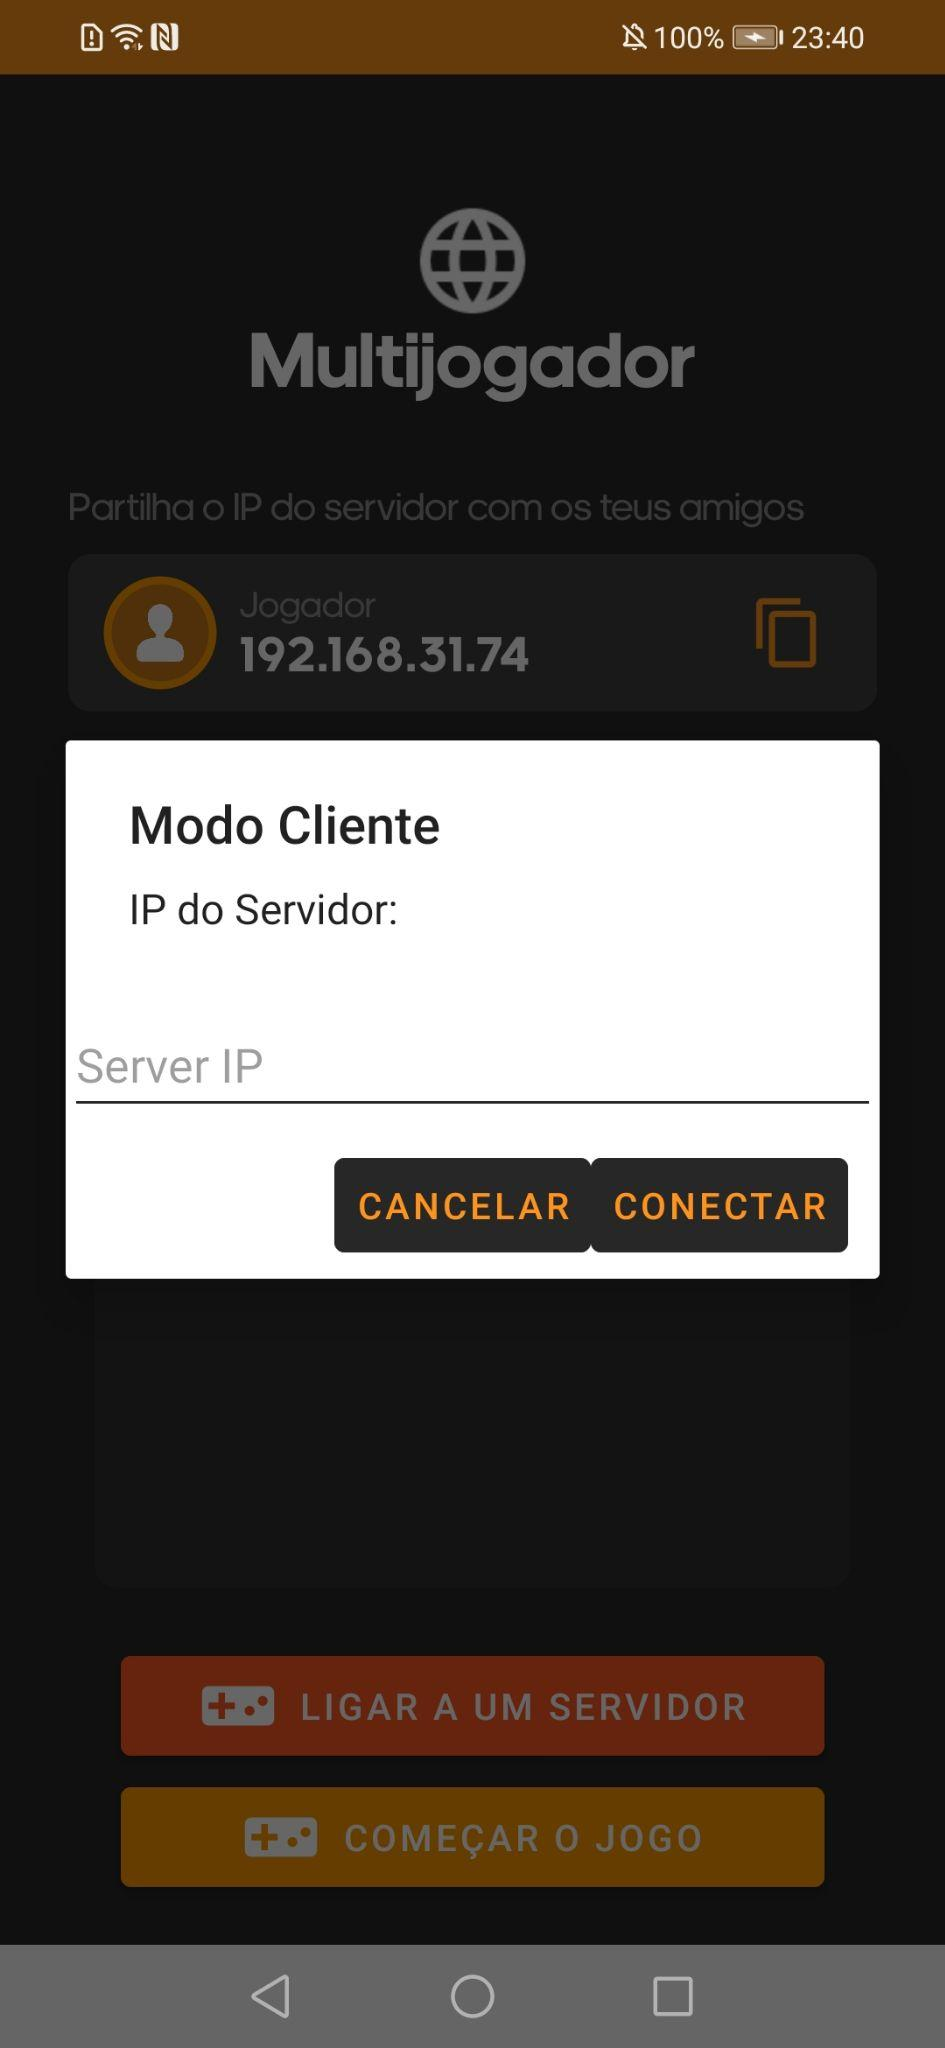 100% 23:40
Multijogador
Partilha o IP do servidor com os teus amigos
Jogador
192.168.31.74
Modo Cliente
IP do Servidor:
Server IP
CANCELAR CONECTAR
LIGAR A UM SERVIDOR
COMEÇAR O JOGO